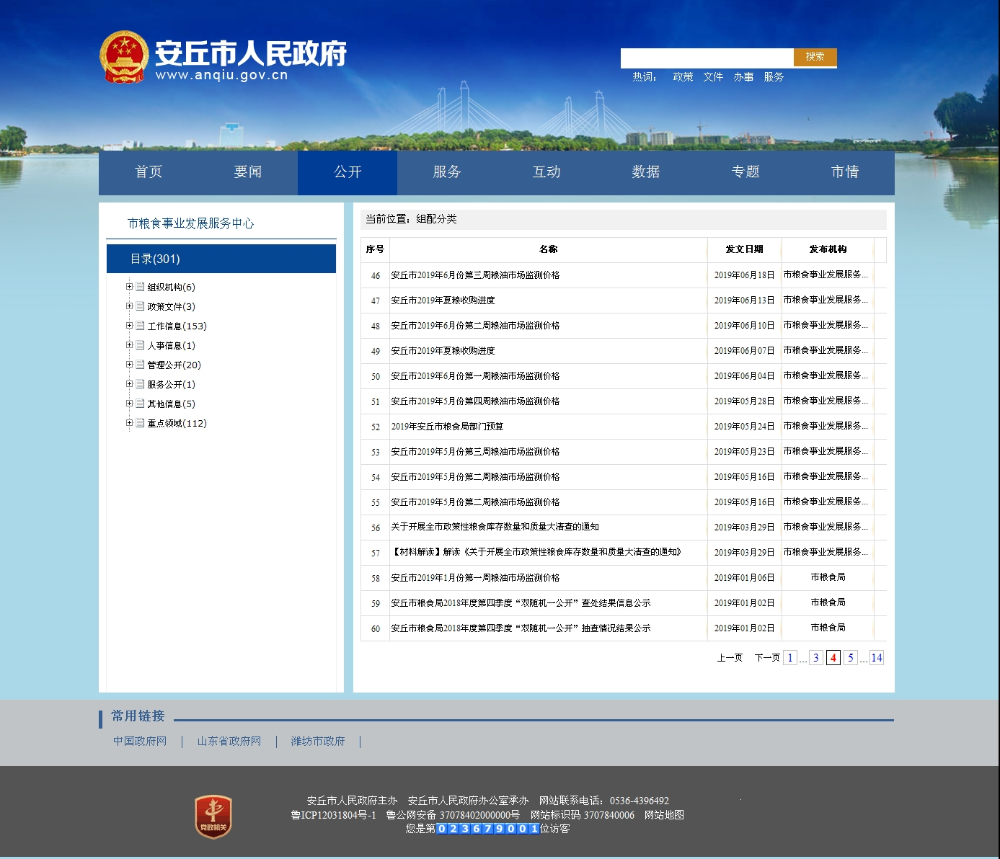 安丘市人民政府
www.anqiu.gov.cn
搜索
热词： 政策 文件 办事 服务
首页 要闻 公开 服务 互动 数据 专题 市情
市粮食事业发展服务中心
目录(301)
组织机构(6)
政策文件(3)
工作信息(153)
人事信息(1)
管理公开(20)
服务公开(1)
其他信息(5)
重点领域(112)
当前位置：组配分类
序号 名称 发文日期 发布机构
46 安丘市2019年6月份第三周粮油市场监测价格 2019年06月18日 市粮食事业发展服务...
47 安丘市2019年夏粮收购进度 2019年06月13日 市粮食事业发展服务...
48 安丘市2019年6月份第二周粮油市场监测价格 2019年06月10日 市粮食事业发展服务...
49 安丘市2019年夏粮收购进度 2019年06月07日 市粮食事业发展服务...
50 安丘市2019年6月份第一周粮油市场监测价格 2019年06月04日 市粮食事业发展服务...
51 安丘市2019年5月份第四周粮油市场监测价格 2019年05月28日 市粮食事业发展服务...
52 2019年安丘市粮食局部门预算 2019年05月24日 市粮食事业发展服务...
53 安丘市2019年5月份第三周粮油市场监测价格 2019年05月23日 市粮食事业发展服务...
54 安丘市2019年5月份第二周粮油市场监测价格 2019年05月16日 市粮食事业发展服务...
55 安丘市2019年5月份第二周粮油市场监测价格 2019年05月16日 市粮食事业发展服务...
56 关于开展全市政策性粮食库存数量和质量大清查的通知 2019年03月29日 市粮食事业发展服务...
57 【材料解读】解读《关于开展全市政策性粮食库存数量和质量大清查的通知》 2019年03月29日 市粮食事业发展服务...
58 安丘市2019年1月份第一周粮油市场监测价格 2019年01月06日 市粮食局
59 安丘市粮食局2018年度第四季度“双随机一公开”查处结果信息公示 2019年01月02日 市粮食局
60 安丘市粮食局2018年度第四季度“双随机一公开”抽查情况结果公示 2019年01月02日 市粮食局
上一页 下一页 1 ... 3 4 5 ... 14
常用链接
中国政府网 | 山东省政府网 | 潍坊市政府 |
党政机关
安丘市人民政府主办 安丘市人民政府办公室承办 网站联系电话：0536-4396492
鲁ICP12031804号-1 鲁公网安备 37078402000000号 网站标识码 3707840006 网站地图
您是第023679001位访客